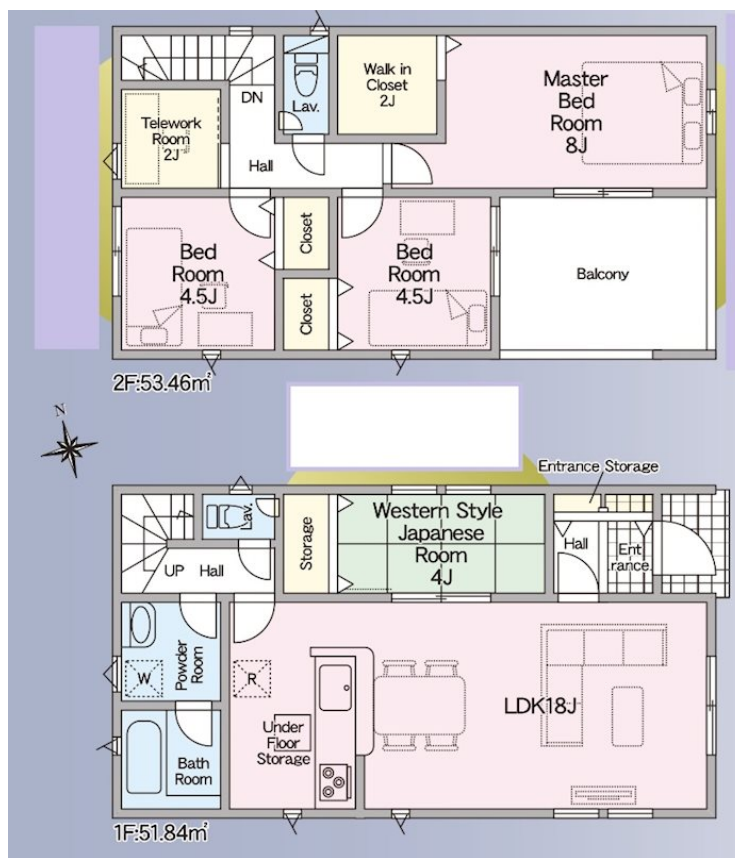 DN
Lav.
Walk in
Closet
2J
Master
Bed
Room
8J
Telework
Room
2J
Hall
Bed
Room
4.5J
Closet
Closet
Bed
Room
4.5J
Balcony
2F:53.46㎡
N
Entrance Storage
Lav.
Storage
Western Style
Japanese
Room
4J
Hall
Ent
rance.
UP Hall
W
Powder
Room
R
Under
Floor
Storage
LDK18J
Bath
Room
1F:51.84㎡